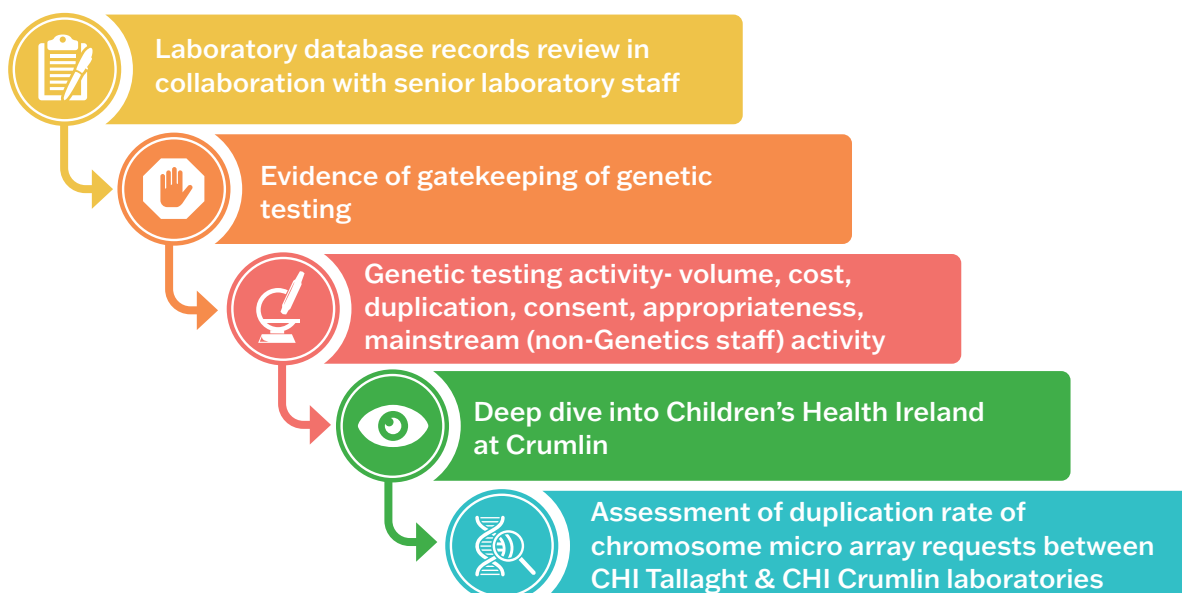 Laboratory database records review in
collaboration with senior laboratory staff
Evidence of gatekeeping of genetic
testing
Genetic testing activity- volume, cost,
duplication, consent, appropriateness,
mainstream (non-Genetics staff) activity
Deep dive into Children’s Health Ireland
at Crumlin
Assessment of duplication rate of
chromosome micro array requests between
CHI Tallaght & CHI Crumlin laboratories